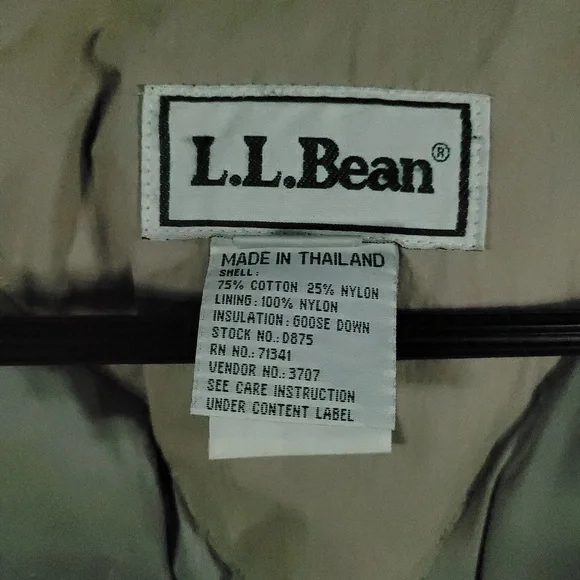 L.L.Bean®
MADE IN THAILAND
SHELL:
75% COTTON 25% NYLON
LINING: 100% NYLON
INSULATION: GOOSE DOWN
STOCK NO.: D875
RN NO.: 71341
VENDOR NO.: 3707
SEE CARE INSTRUCTION
UNDER CONTENT LABEL